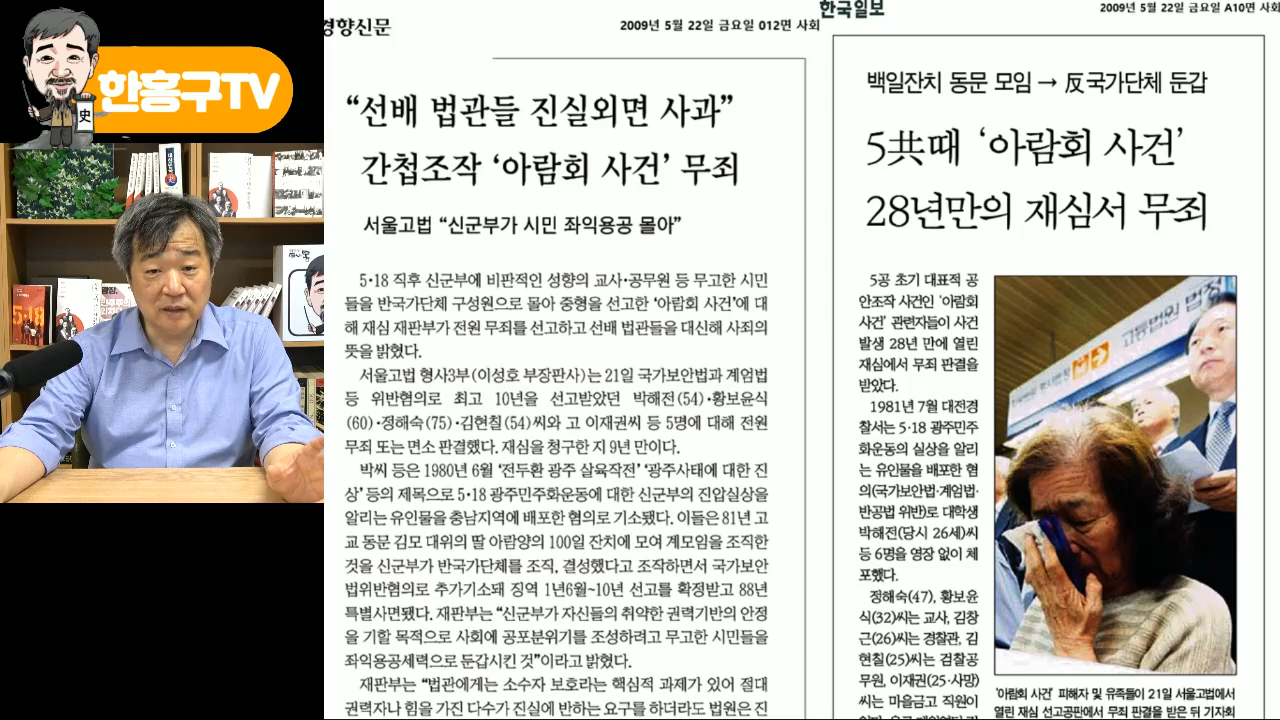 한홍구TV
史
5·18
경향신문
2009년 5월 22일 금요일 012면 사회
“선배 법관들 진실외면 사과”
간첩조작 ‘아람회 사건’ 무죄
서울고법 “신군부가 시민 좌익용공 몰아”
5·18 직후 신군부에 비판적인 성향의 교사·공무원 등 무고한 시민
들을 반국가단체 구성원으로 몰아 중형을 선고한 ‘아람회 사건’에 대
해 재심 재판부가 전원 무죄를 선고하고 선배 법관들을 대신해 사죄의
뜻을 밝혔다.
서울고법 형사3부(이성호 부장판사)는 21일 국가보안법과 계엄법
등 위반혐의로 최고 10년을 선고받았던 박해전(54)·황보윤식
(60)·정해숙(75)·김현칠(54)씨와 고 이재권씨 등 5명에 대해 전원
무죄 또는 면소 판결했다. 재심을 청구한 지 9년 만이다.
박씨 등은 1980년 6월 ‘전두환 광주 살육작전’ ‘광주사태에 대한 진
상’ 등의 제목으로 5·18 광주민주화운동에 대한 신군부의 진압실상을
알리는 유인물을 충남지역에 배포한 혐의로 기소됐다. 이들은 81년 고
교 동문 김모 대위의 딸 아람양의 100일 잔치에 모여 계모임을 조직한
것을 신군부가 반국가단체를 조직, 결성했다고 조작하면서 국가보안
법위반혐의로 추가기소돼 징역 1년6월~10년 선고를 확정받고 88년
특별사면됐다. 재판부는 “신군부가 자신들의 취약한 권력기반의 안정
을 기할 목적으로 사회에 공포분위기를 조성하려고 무고한 시민들을
좌익용공세력으로 둔갑시킨 것”이라고 밝혔다.
재판부는 “법관에게는 소수자 보호라는 핵심적 과제가 있어 절대
권력자나 힘을 가진 다수가 진실에 반하는 요구를 하더라도 법원은 진
한국일보
2009년 5월 22일 금요일 A10면 사회
백일잔치 동문 모임 → 反국가단체 둔갑
5共때 ‘아람회 사건’
28년만의 재심서 무죄
5공 초기 대표적 공
안조작 사건인 ‘아람회
사건’ 관련자들이 사건
발생 28년 만에 열린
재심에서 무죄 판결을
받았다.
1981년 7월 대전경
찰서는 5·18 광주민주
화운동의 실상을 알리
는 유인물을 배포한 혐
의(국가보안법·계엄법·
반공법 위반)로 대학생
박해전(당시 26세)씨
등 6명을 영장 없이 체
포했다.
정해숙(47), 황보윤
식(32)씨는 교사, 김창
근(26)씨는 경찰관, 김
현칠(25)씨는 검찰공
무원, 이재권(25·사망)
씨는 마을금고 직원이
고등법원 법정
‘아람회 사건’ 피해자 및 유족들이 21일 서울고법에서
열린 재심 선고공판에서 무죄 판결을 받은 뒤 기자회